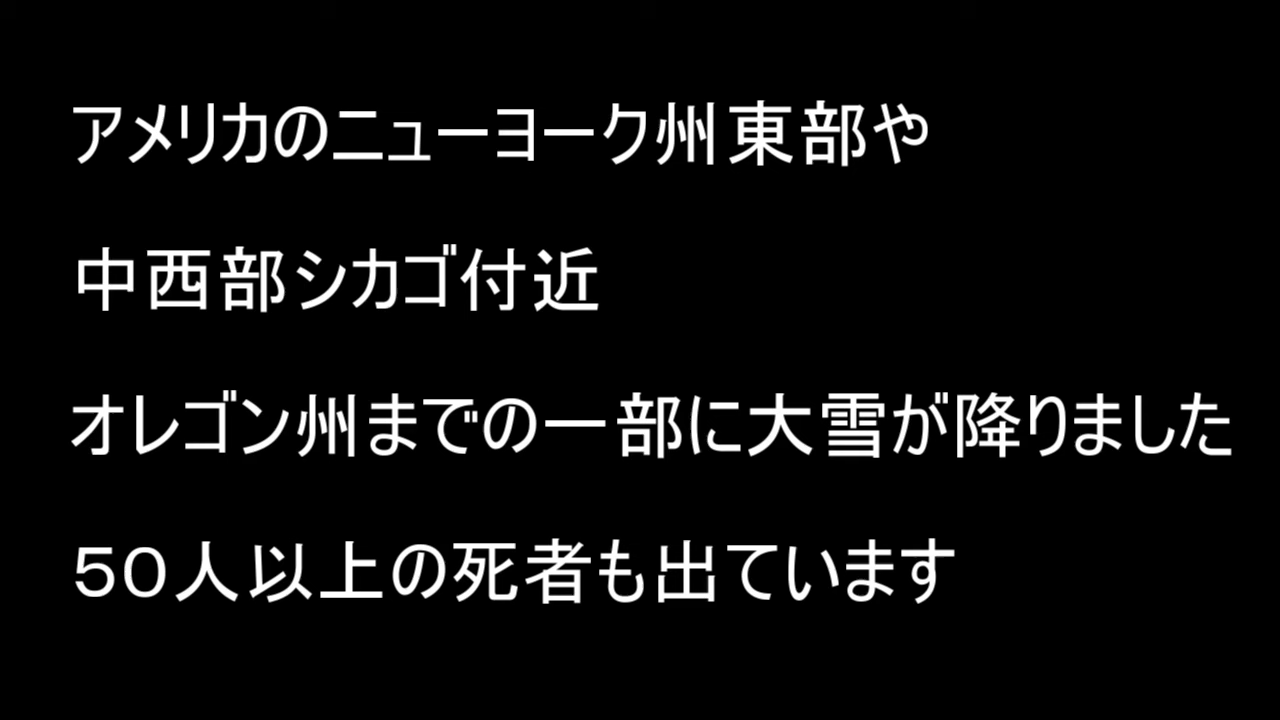 アメリカのニューヨーク州東部や
中西部シカゴ付近
オレゴン州までの一部に大雪が降りました
５０人以上の死者も出ています